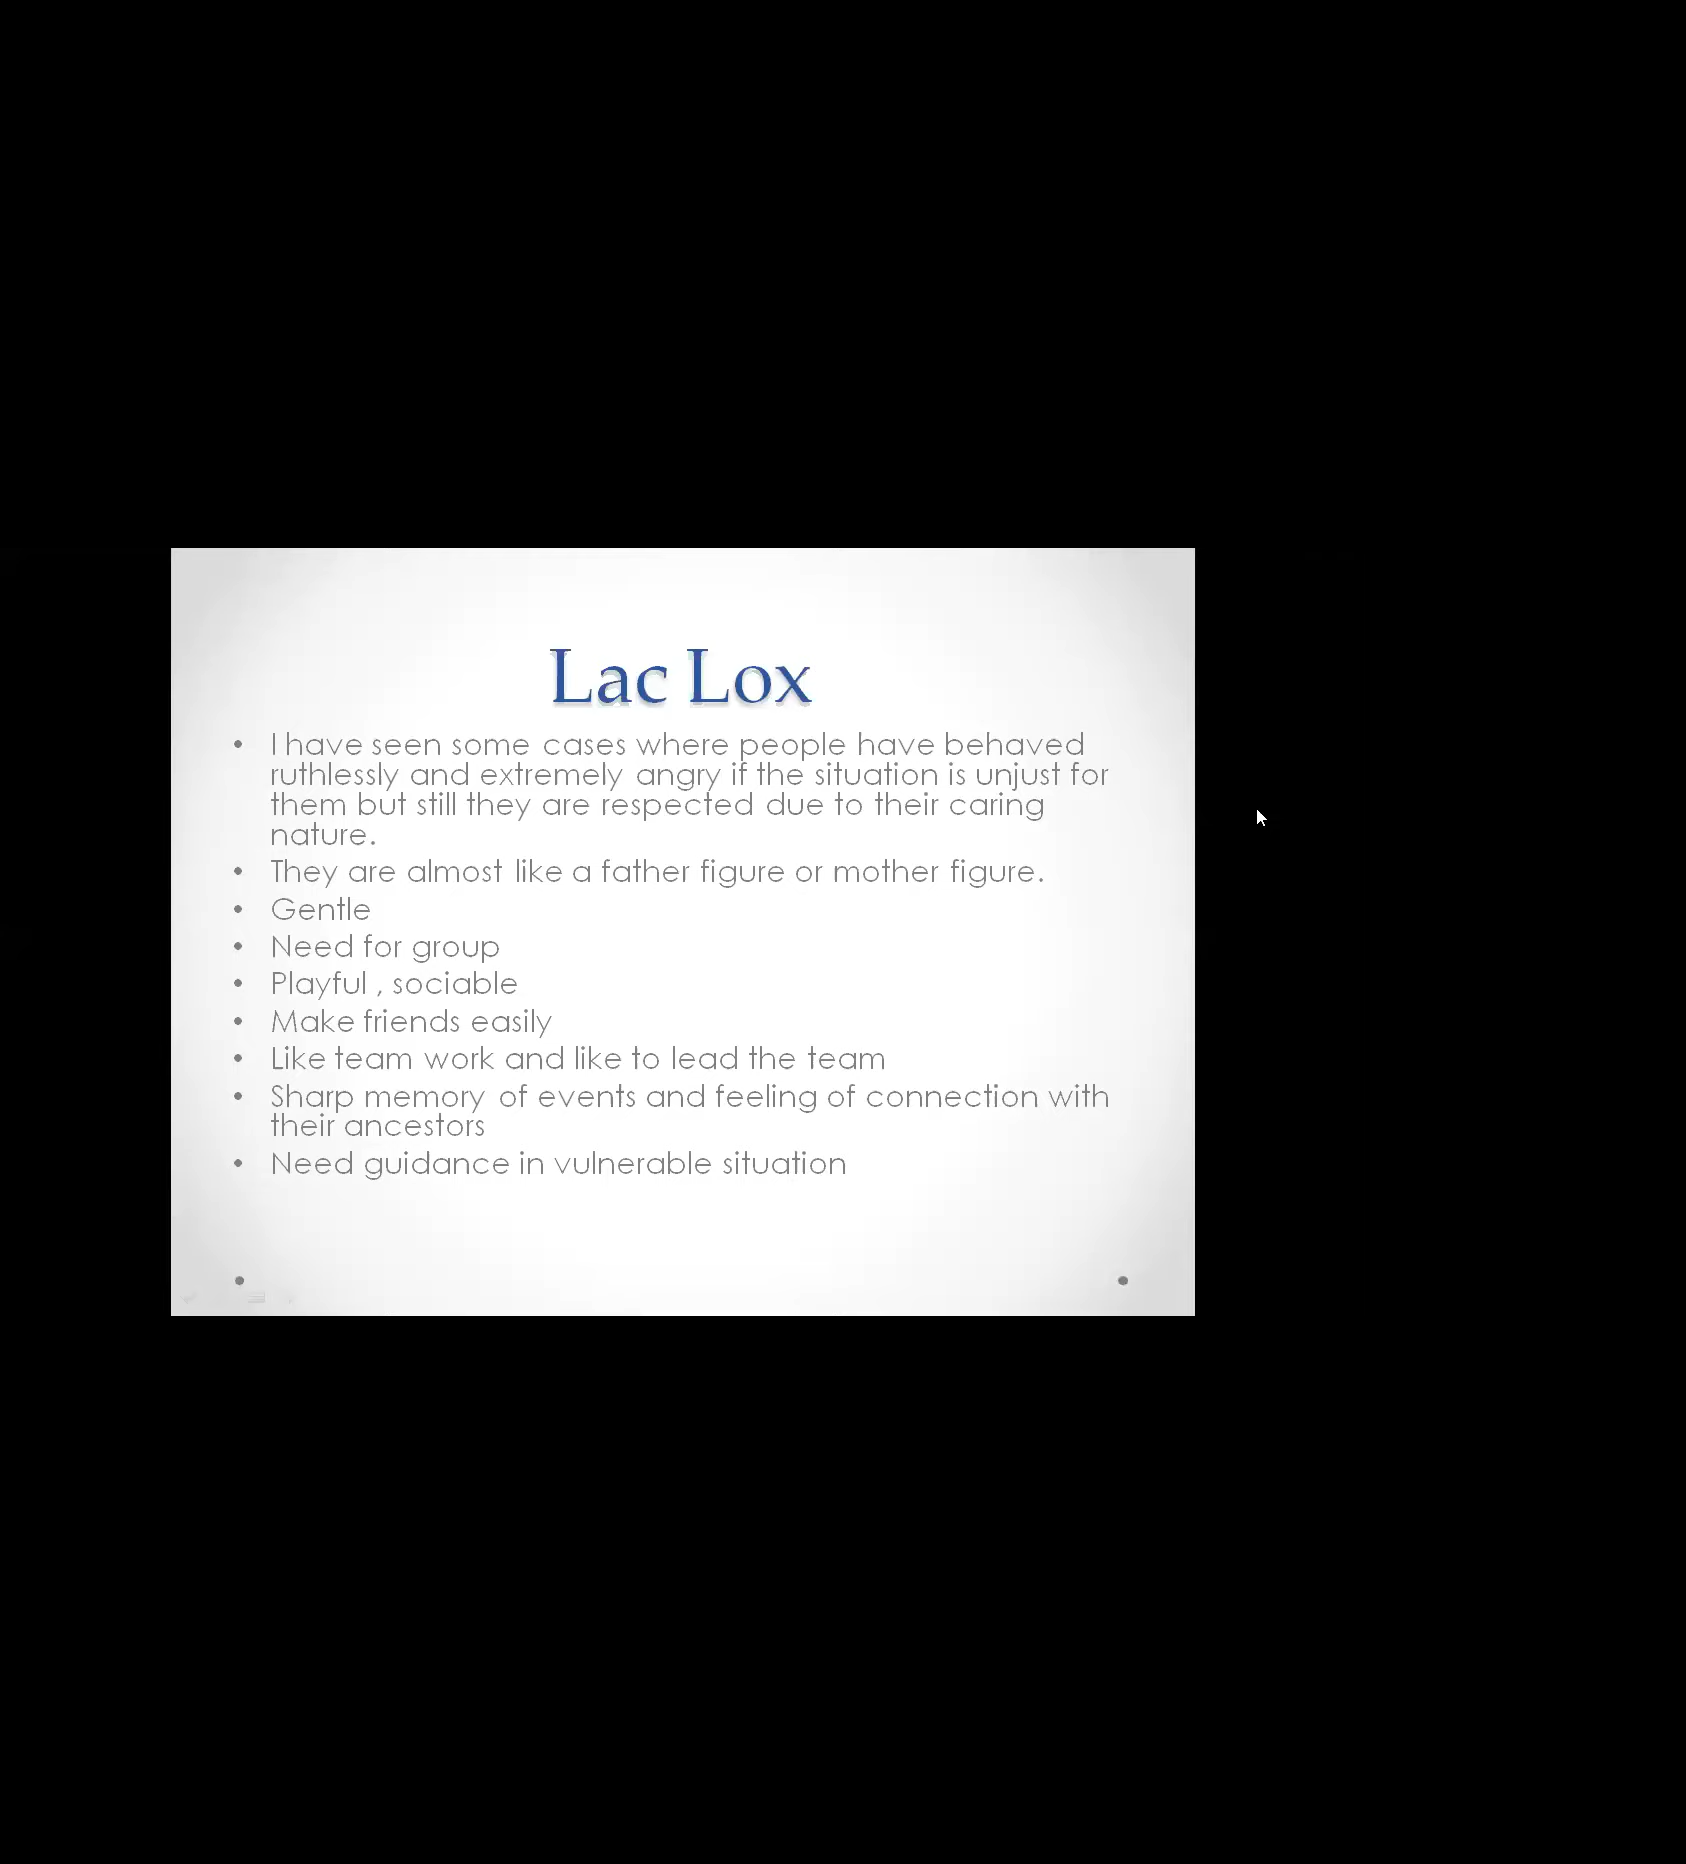 Lac Lox
• I have seen some cases where people have behaved
ruthlessly and extremely angry if the situation is unjust for
them but still they are respected due to their caring
nature.
• They are almost like a father figure or mother figure.
• Gentle
• Need for group
• Playful , sociable
• Make friends easily
• Like team work and like to lead the team
• Sharp memory of events and feeling of connection with
their ancestors
• Need guidance in vulnerable situation